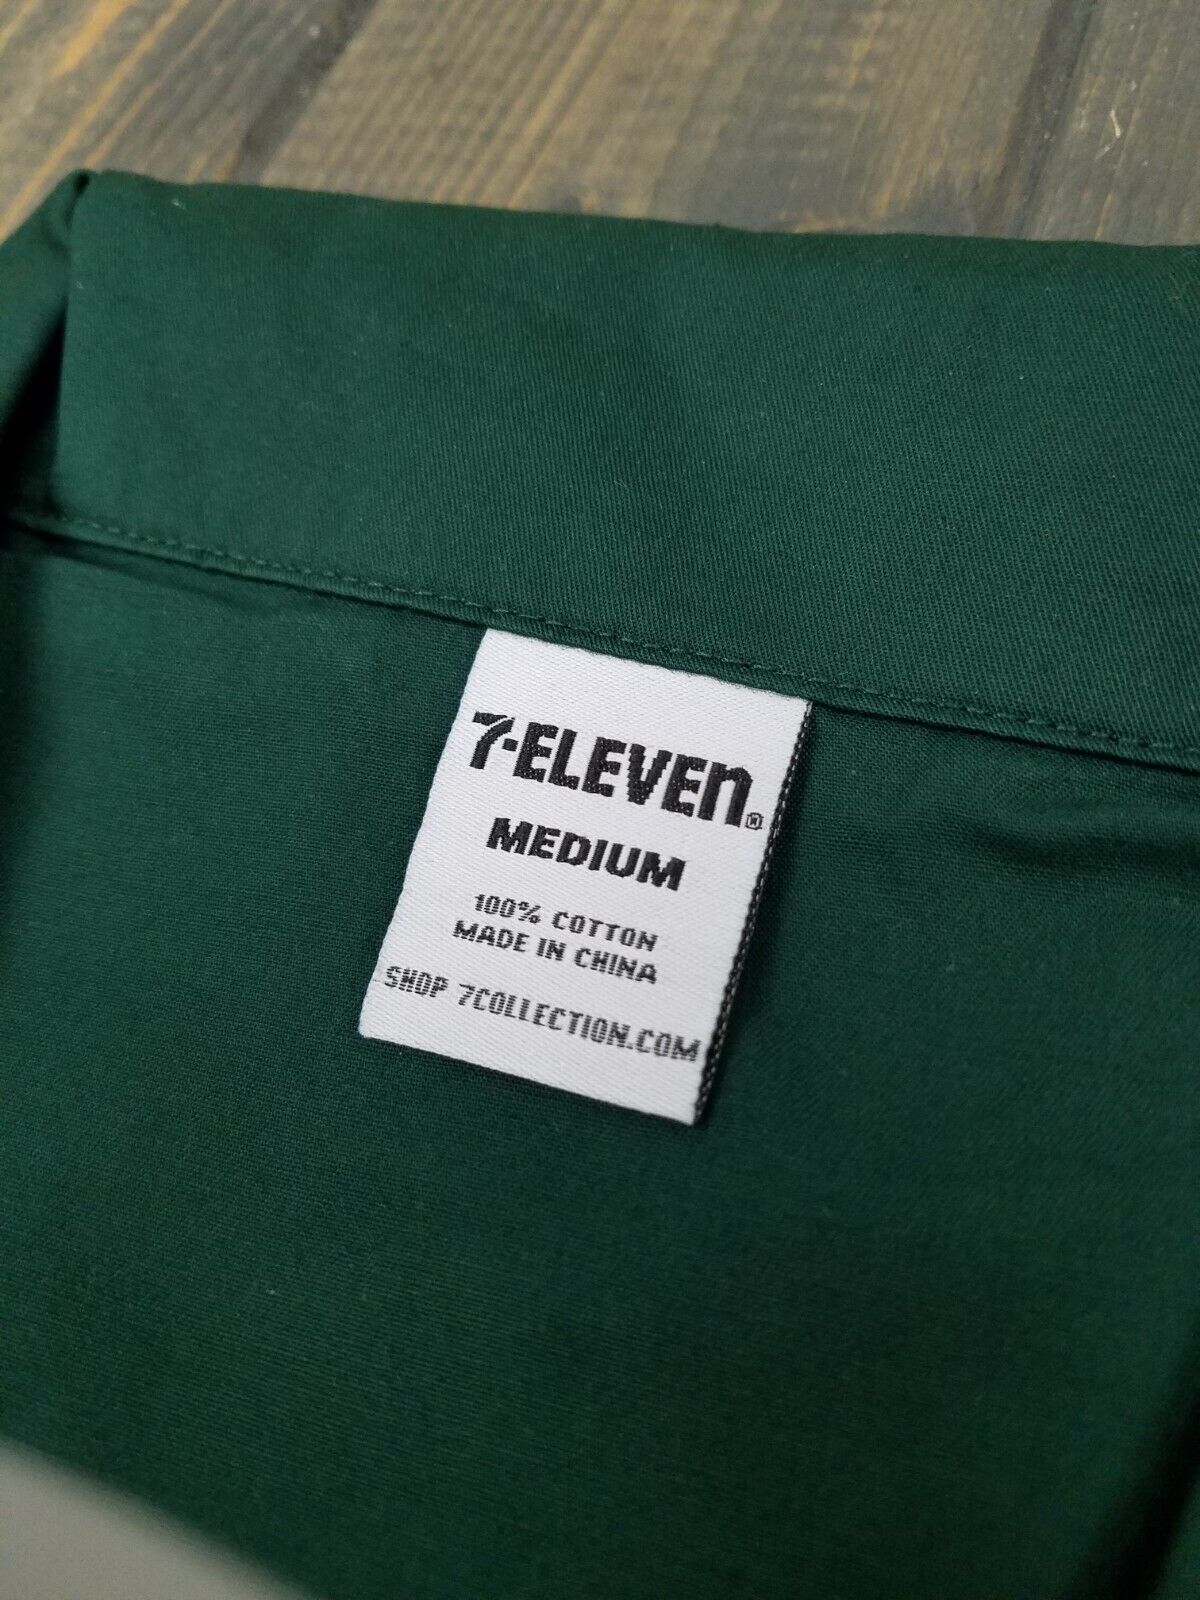 7-ELEVEn®
MEDIUM
100% COTTON
MADE IN CHINA
SHOP 7COLLECTION.COM